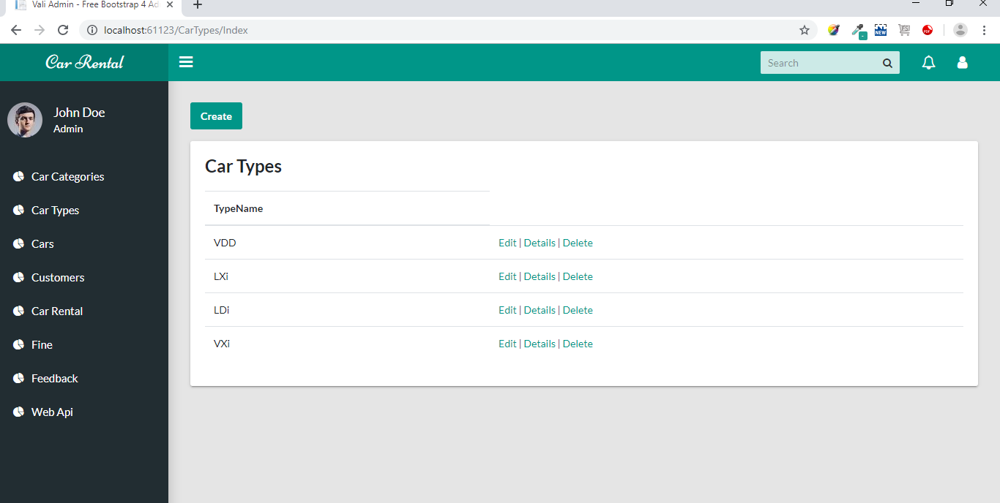 Vali Admin - Free Bootstrap 4 Ad
localhost:61123/CarTypes/Index
NEW
PDF
Car Rental
Search
John Doe
Admin
Car Categories
Car Types
Cars
Customers
Car Rental
Fine
Feedback
Web Api
Create
Car Types
TypeName
VDD Edit | Details | Delete
LXi Edit | Details | Delete
LDi Edit | Details | Delete
VXi Edit | Details | Delete